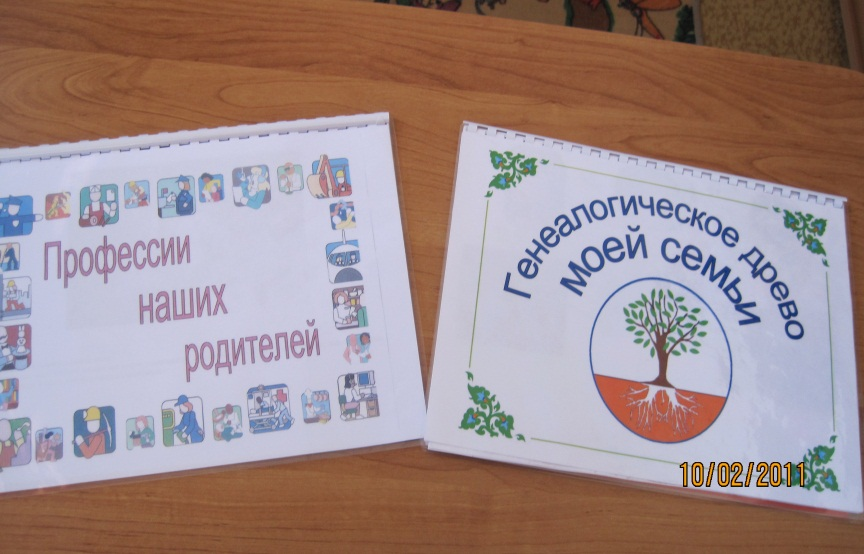 Профессии
наших
родителей
Генеалогическое древо
моей семьи
10/02/2011